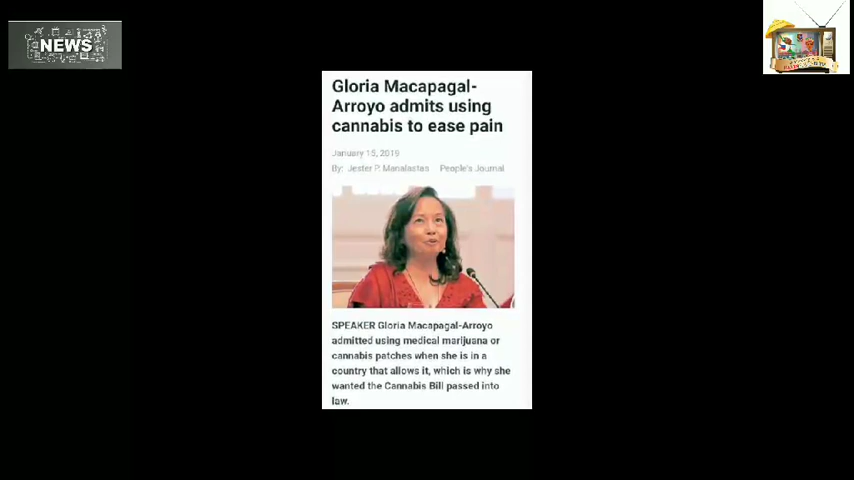 NEWS
Gloria Macapagal-
Arroyo admits using
cannabis to ease pain
January 15, 2019
By: Jester P. Manalastas People's Journal
SPEAKER Gloria Macapagal-Arroyo
admitted using medical marijuana or
cannabis patches when she is in a
country that allows it, which is why she
wanted the Cannabis Bill passed into
law.